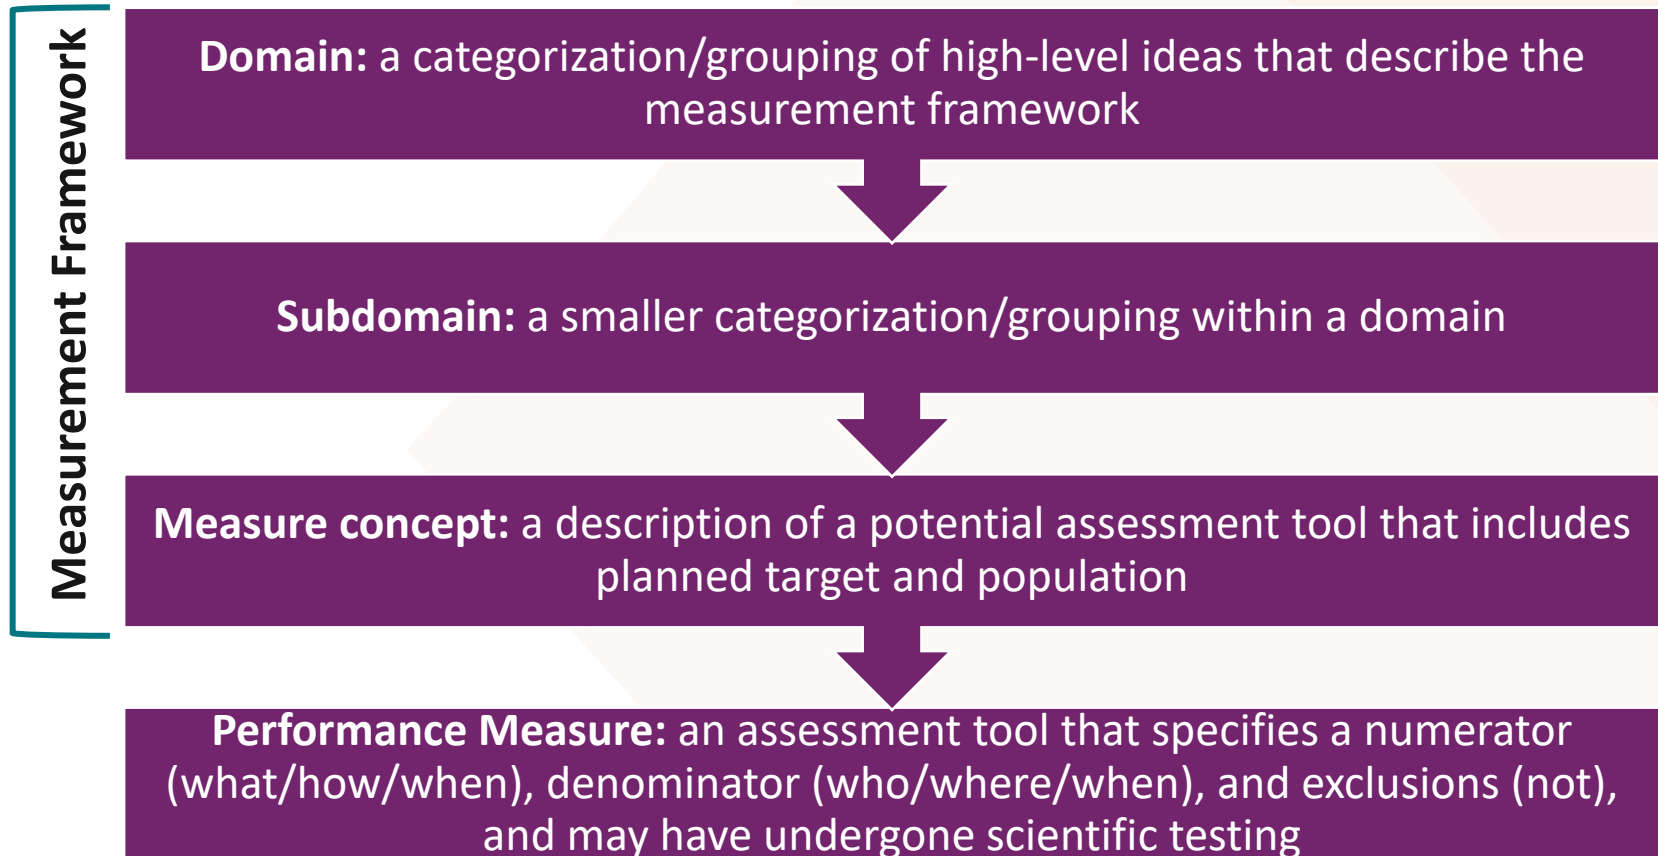 Measurement Framework
Domain: a categorization/grouping of high-level ideas that describe the
measurement framework
Subdomain: a smaller categorization/grouping within a domain
Measure concept: a description of a potential assessment tool that includes
planned target and population
Performance Measure: an assessment tool that specifies a numerator
(what/how/when), denominator (who/where/when), and exclusions (not),
and may have undergone scientific testing